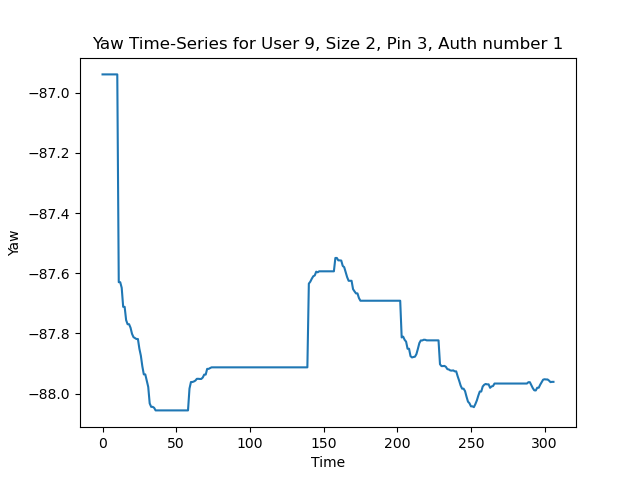 Yaw Time-Series for User 9, Size 2, Pin 3, Auth number 1
−87.0
−87.2
−87.4
−87.6
−87.8
−88.0
Yaw
0 50 100 150 200 250 300
Time